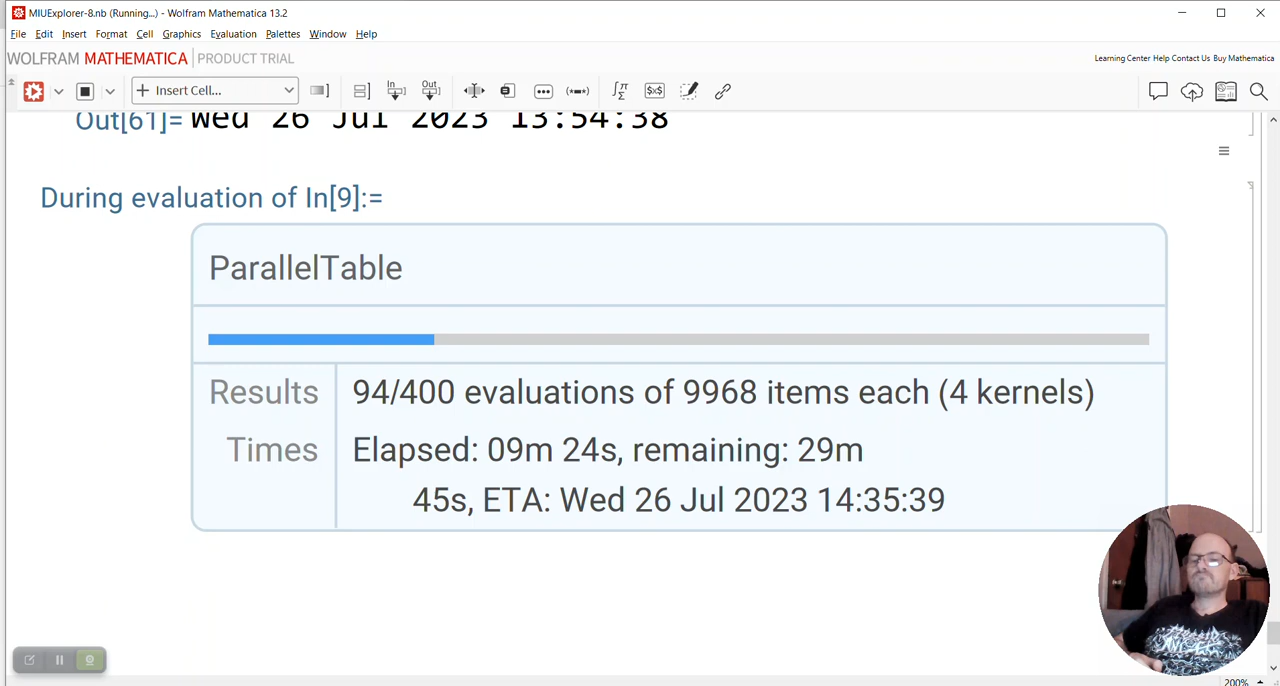 MIUExplorer-8.nb (Running...) - Wolfram Mathematica 13.2
File Edit Insert Format Cell Graphics Evaluation Palettes Window Help
WOLFRAM MATHEMATICA PRODUCT TRIAL
Learning Center Help Contact Us Buy Mathematica
Insert Cell...
In
Out
Out[61]= Wed 26 Jul 2023 13:54:38
During evaluation of In[9]:=
ParallelTable
Results 94/400 evaluations of 9968 items each (4 kernels)
Times Elapsed: 09m 24s, remaining: 29m
45s, ETA: Wed 26 Jul 2023 14:35:39
200%